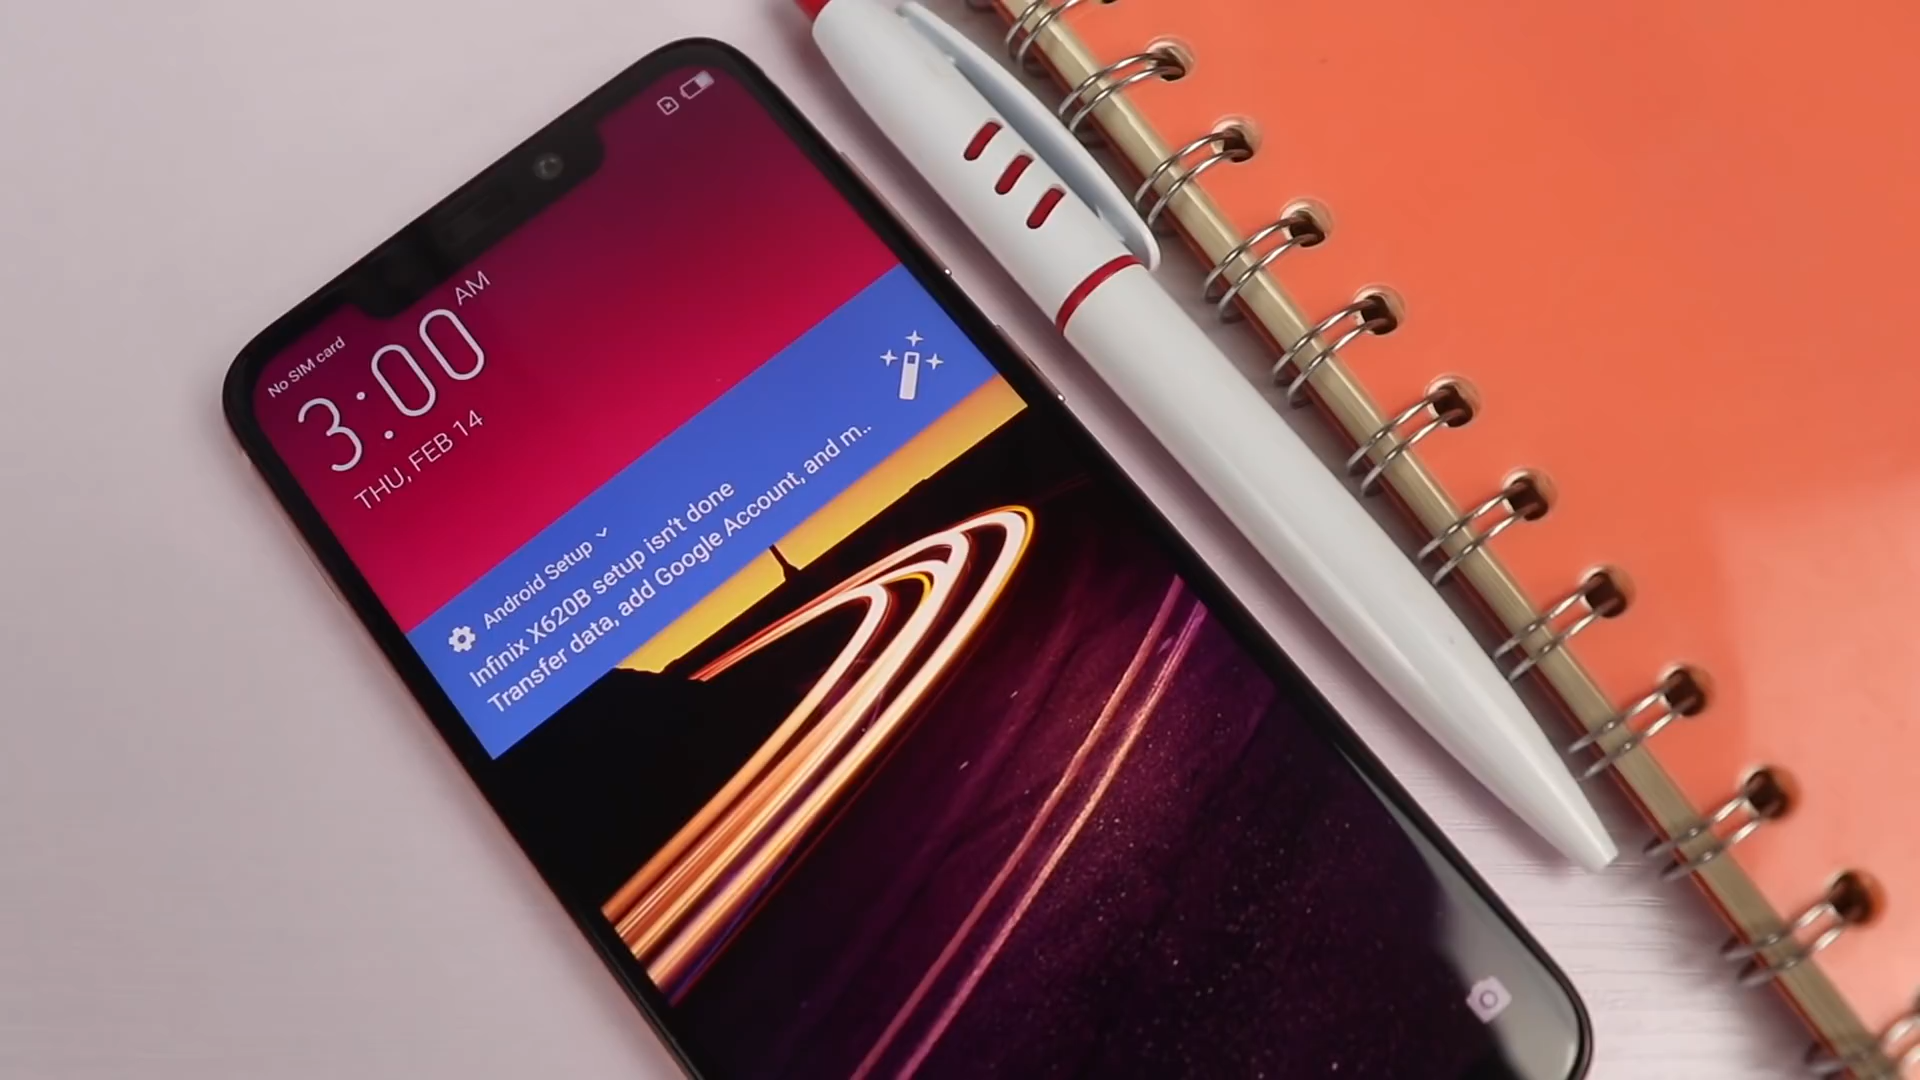 No SIM card
3:00 AM
THU, FEB 14
Android Setup
Infinix X620B setup isn't done
Transfer data, add Google Account, and m..